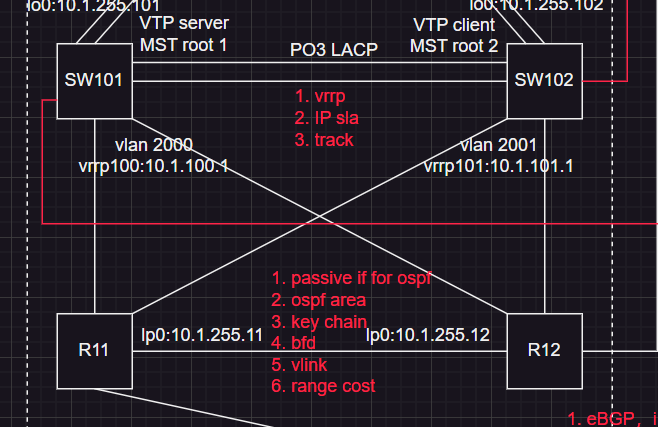 lo0:10.1.255.101
lo0:10.1.255.102
VTP server
MST root 1
VTP client
MST root 2
PO3 LACP
SW101
SW102
1. vrrp
2. IP sla
3. track
vlan 2000
vrrp100:10.1.100.1
vlan 2001
vrrp101:10.1.101.1
1. passive if for ospf
2. ospf area
3. key chain
4. bfd
5. vlink
6. range cost
R11
lp0:10.1.255.11
lp0:10.1.255.12
R12
1. eBGP，i